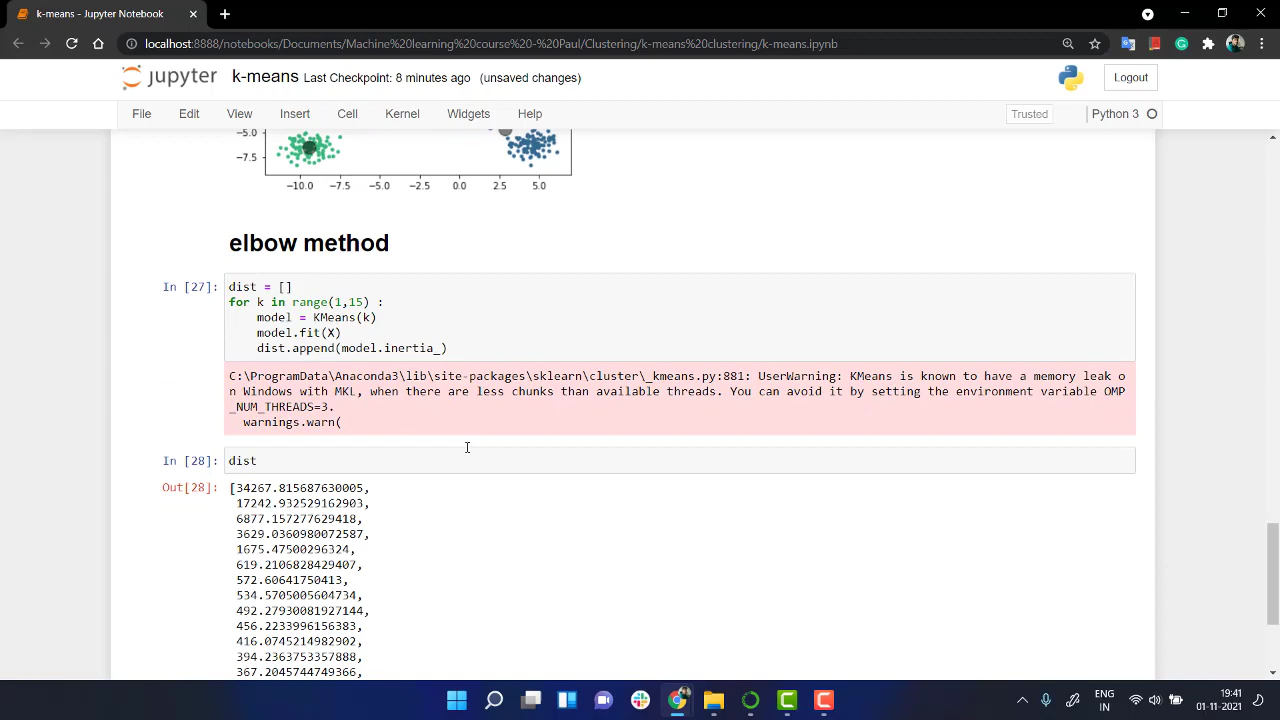 k-means - Jupyter Notebook
localhost:8888/notebooks/Documents/Machine%20learning%20course%20-%20Paul/Clustering/k-means%20clustering/k-means.ipynb
jupyter k-means Last Checkpoint: 8 minutes ago (unsaved changes) Logout
File Edit View Insert Cell Kernel Widgets Help Trusted Python 3
−5.0
−7.5
−10.0 −7.5 −5.0 −2.5 0.0 2.5 5.0
elbow method
In [27]: dist = []
for k in range(1,15) :
model = KMeans(k)
model.fit(X)
dist.append(model.inertia_)
C:\ProgramData\Anaconda3\lib\site-packages\sklearn\cluster\_kmeans.py:881: UserWarning: KMeans is known to have a memory leak o
n Windows with MKL, when there are less chunks than available threads. You can avoid it by setting the environment variable OMP
_NUM_THREADS=3.
warnings.warn(
In [28]: dist
Out[28]: [34267.815687630005,
17242.932529162903,
6877.157277629418,
3629.0360980072587,
1675.47500296324,
619.2106828429407,
572.60641750413,
534.5705005604734,
492.27930081927144,
456.2233996156383,
416.0745214982902,
394.2363753357888,
367.2045744749366,
ENG
IN
19:41
01-11-2021